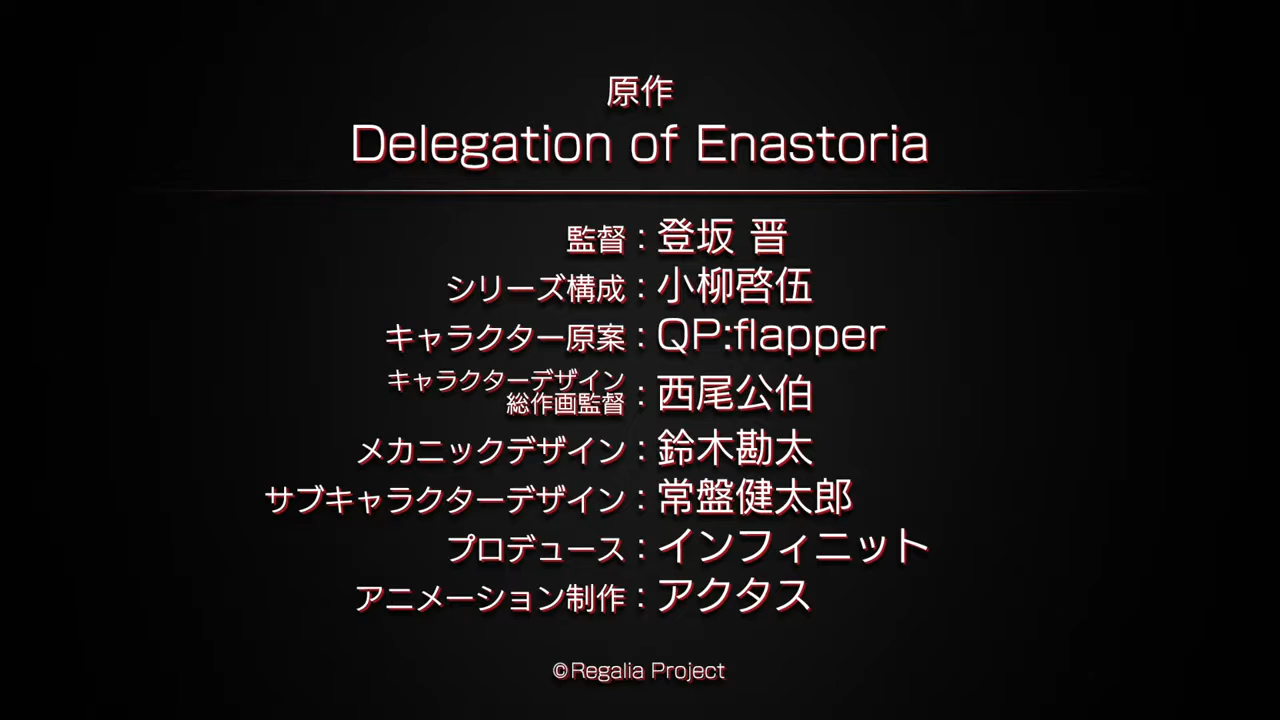 原作
Delegation of Enastoria
監督：登坂 晋
シリーズ構成：小柳啓伍
キャラクター原案：QP:flapper
キャラクターデザイン
総作画監督：西尾公伯
メカニックデザイン：鈴木勘太
サブキャラクターデザイン：常盤健太郎
プロデュース：インフィニット
アニメーション制作：アクタス
©Regalia Project